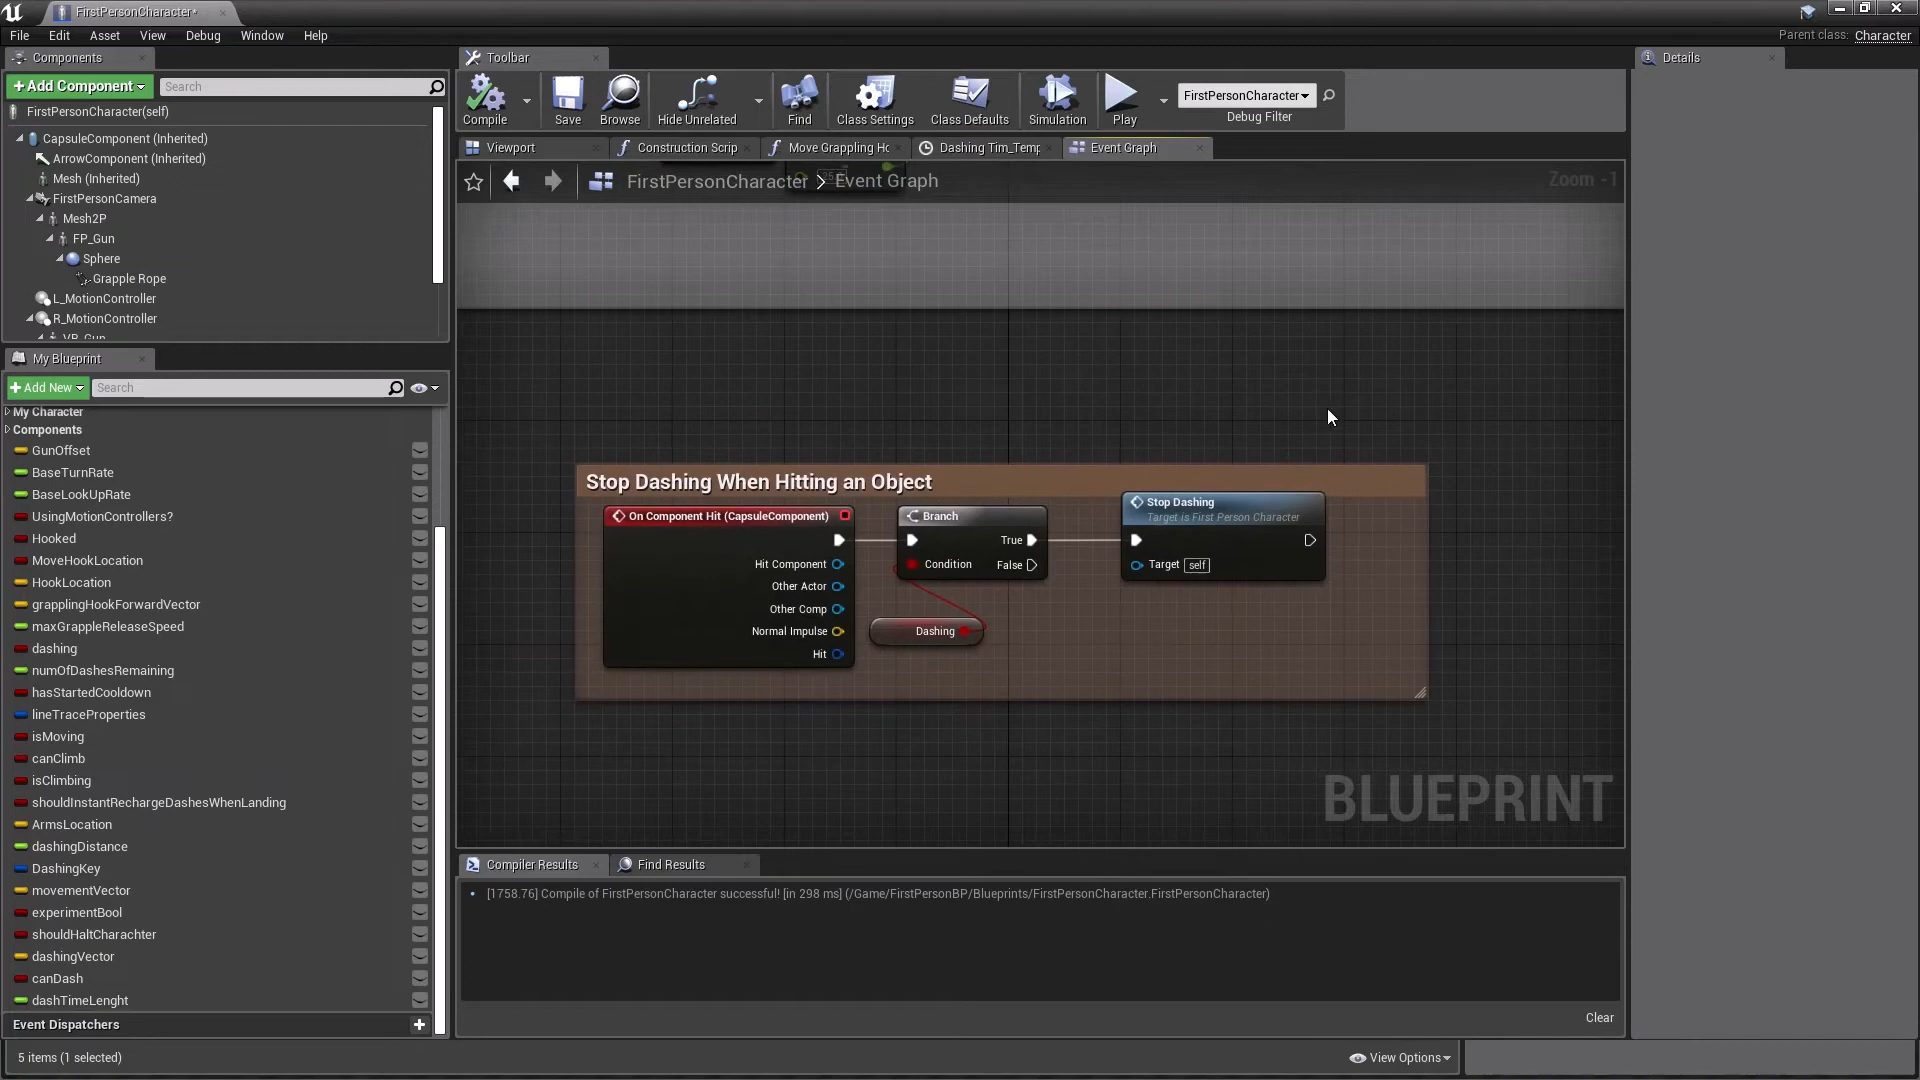 FirstPersonCharacter*
File Edit Asset View Debug Window Help
Parent class: Character
Components
Toolbar
Details
+Add Component
Search
FirstPersonCharacter(self)
CapsuleComponent (Inherited)
ArrowComponent (Inherited)
Mesh (Inherited)
FirstPersonCamera
Mesh2P
FP_Gun
Sphere
Grapple Rope
L_MotionController
R_MotionController
VR_Gun
Compile
Save
Browse
Hide Unrelated
Find
Class Settings
Class Defaults
Simulation
Play
FirstPersonCharacter
Debug Filter
Viewport
Construction Scrip
Move Grappling Ho
Dashing Tim_Temp
Event Graph
FirstPersonCharacter > Event Graph
Zoom -1
My Blueprint
+Add New
Search
My Character
Components
GunOffset
BaseTurnRate
BaseLookUpRate
UsingMotionControllers?
Hooked
MoveHookLocation
HookLocation
grapplingHookForwardVector
maxGrappleReleaseSpeed
dashing
numOfDashesRemaining
hasStartedCooldown
lineTraceProperties
isMoving
canClimb
isClimbing
shouldInstantRechargeDashesWhenLanding
ArmsLocation
dashingDistance
DashingKey
movementVector
experimentBool
shouldHaltCharachter
dashingVector
canDash
dashTimeLenght
Event Dispatchers
5 items (1 selected)
View Options
Stop Dashing When Hitting an Object
On Component Hit (CapsuleComponent)
Hit Component
Other Actor
Other Comp
Normal Impulse
Hit
Branch
True
Condition
False
Dashing
Stop Dashing
Target is First Person Character
Target self
BLUEPRINT
Compiler Results
Find Results
[1758.76] Compile of FirstPersonCharacter successful! [in 298 ms] (/Game/FirstPersonBP/Blueprints/FirstPersonCharacter.FirstPersonCharacter)
Clear